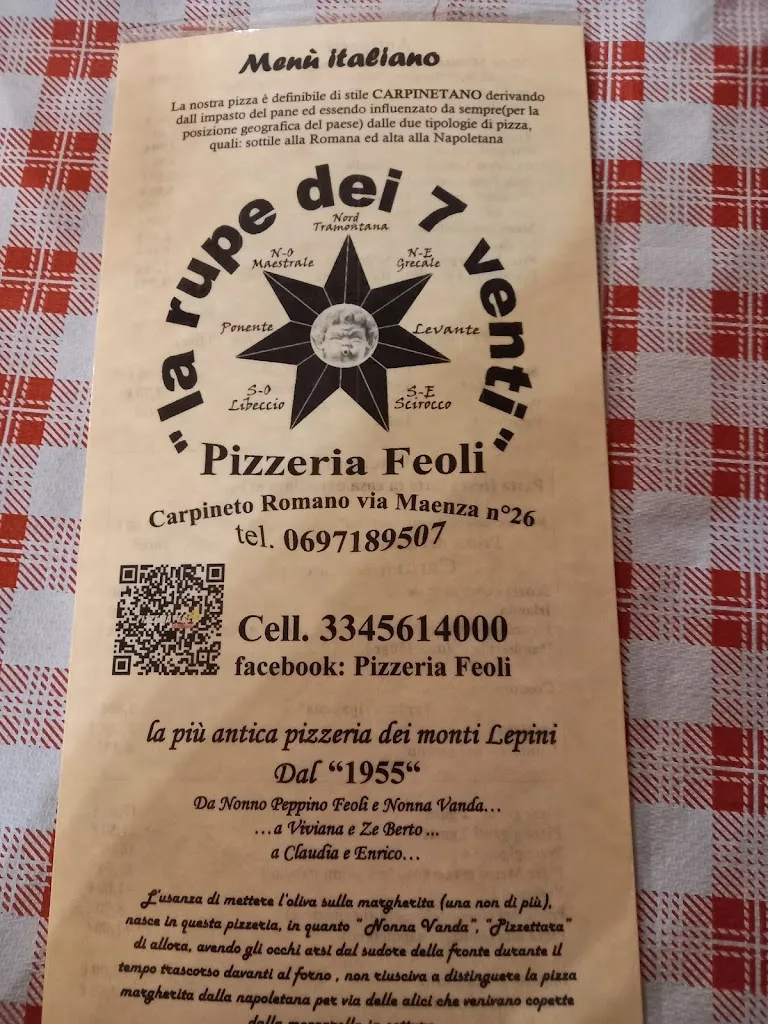 Menù italiano
La nostra pizza è definibile di stile CARPINETANO derivando
dall impasto del pane ed essendo influenzato da sempre(per la
posizione geografica del paese) dalle due tipologie di pizza,
quali: sottile alla Romana ed alta alla Napoletana
"la rupe dei 7 venti"
Nord
Tramontana
N-O
Maestrale
N-E
Grecale
Ponente
Levante
S-O
Libeccio
S-E
Scirocco
Pizzeria Feoli
Carpineto Romano via Maenza n°26
tel. 0697189507
Cell. 3345614000
facebook: Pizzeria Feoli
la più antica pizzeria dei monti Lepini
Dal "1955"
Da Nonno Peppino Feoli e Nonna Vanda...
...a Viviana e Ze Berto ...
a Claudia e Enrico...
L'usanza di mettere l'oliva sulla margherita (una non di più),
nasce in questa pizzeria, in quanto "Nonna Vanda", "Pizzettara"
di allora, avendo gli occhi arsi dal sudore della fronte durante il
tempo trascorso davanti al forno , non riusciva a distinguere la pizza
margherita dalla napoletana per via delle alici che venivano coperte
dalla mozzarella in cottura